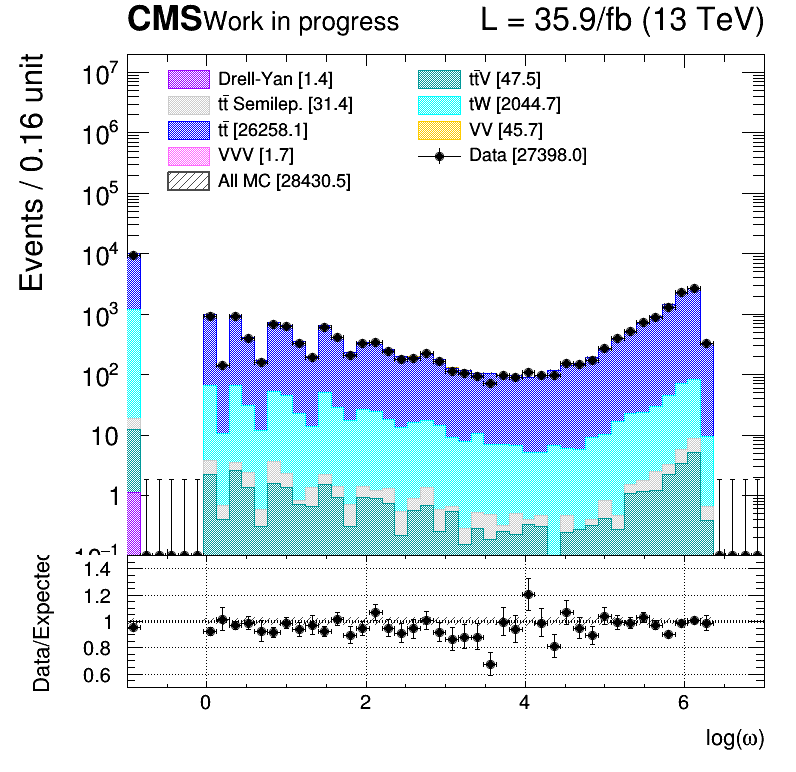 CMS Work in progress L = 35.9/fb (13 TeV)
Events / 0.16 unit
10⁷
10⁶
10⁵
10⁴
10³
10²
10
1
10⁻¹
Drell-Yan [1.4]
tt̄ Semilep. [31.4]
tt̄ [26258.1]
VVV [1.7]
All MC [28430.5]
tt̄V [47.5]
tW [2044.7]
VV [45.7]
Data [27398.0]
Data/Expected
1.4
1.2
1
0.8
0.6
0 2 4 6
log(ω)